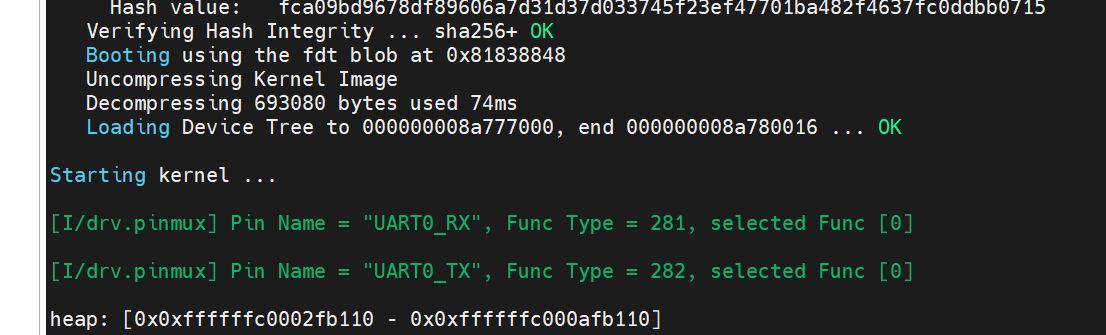 Hash value:   fca09bd9678df89606a7d31d37d033745f23ef47701ba482f4637fc0ddbb0715
Verifying Hash Integrity ... sha256+ OK
Booting using the fdt blob at 0x81838848
Uncompressing Kernel Image
Decompressing 693080 bytes used 74ms
Loading Device Tree to 000000008a777000, end 000000008a780016 ... OK
Starting kernel ...
[I/drv.pinmux] Pin Name = "UART0_RX", Func Type = 281, selected Func [0]
[I/drv.pinmux] Pin Name = "UART0_TX", Func Type = 282, selected Func [0]
heap: [0x0xffffffc0002fb110 - 0x0xffffffc000afb110]